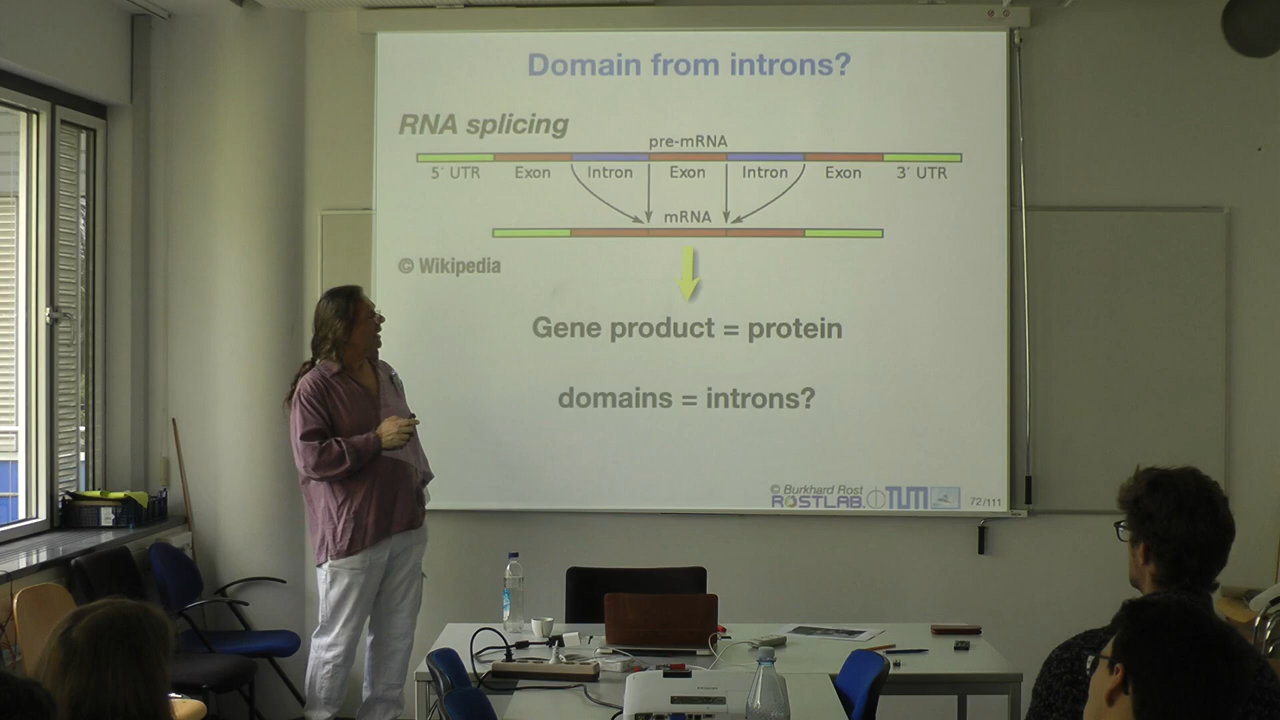 Domain from introns?
RNA splicing
pre-mRNA
5´ UTR Exon Intron Exon Intron Exon 3´ UTR
mRNA
© Wikipedia
Gene product = protein
domains = introns?
© Burkhard Rost
ROSTLAB. TUM
72/111